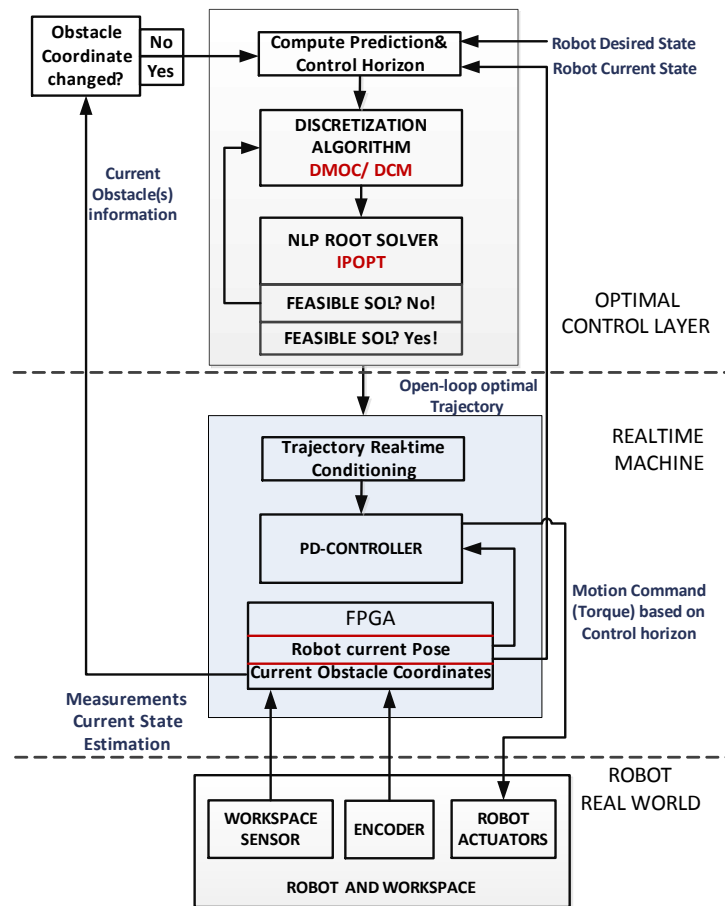 Obstacle
Coordinate
changed?
No
Yes
Compute Prediction&
Control Horizon
Robot Desired State
Robot Current State
DISCRETIZATION
ALGORITHM
DMOC/ DCM
Current
Obstacle(s)
information
NLP ROOT SOLVER
IPOPT
FEASIBLE SOL? No!
FEASIBLE SOL? Yes!
OPTIMAL
CONTROL LAYER
Open-loop optimal
Trajectory
REALTIME
MACHINE
Trajectory Real-time
Conditioning
PD-CONTROLLER
Motion Command
(Torque) based on
Control horizon
FPGA
Robot current Pose
Current Obstacle Coordinates
Measurements
Current State
Estimation
ROBOT
REAL WORLD
WORKSPACE
SENSOR
ENCODER
ROBOT
ACTUATORS
ROBOT AND WORKSPACE